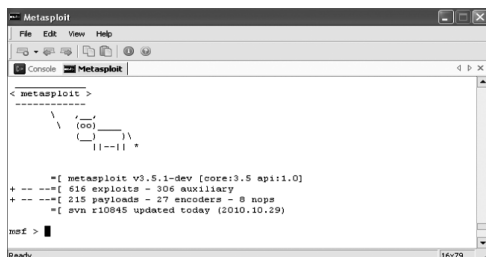 Metasploit
File Edit View Help
Console Metasploit
< metasploit >
------------
       \   ,__,
        \  (oo)____
           (__)    )\
              ||--|| *
       =[ metasploit v3.5.1-dev [core:3.5 api:1.0]
+ -- --=[ 616 exploits - 306 auxiliary
+ -- --=[ 215 payloads - 27 encoders - 8 nops
       =[ svn r10845 updated today (2010.10.29)
msf >
Ready 16x79